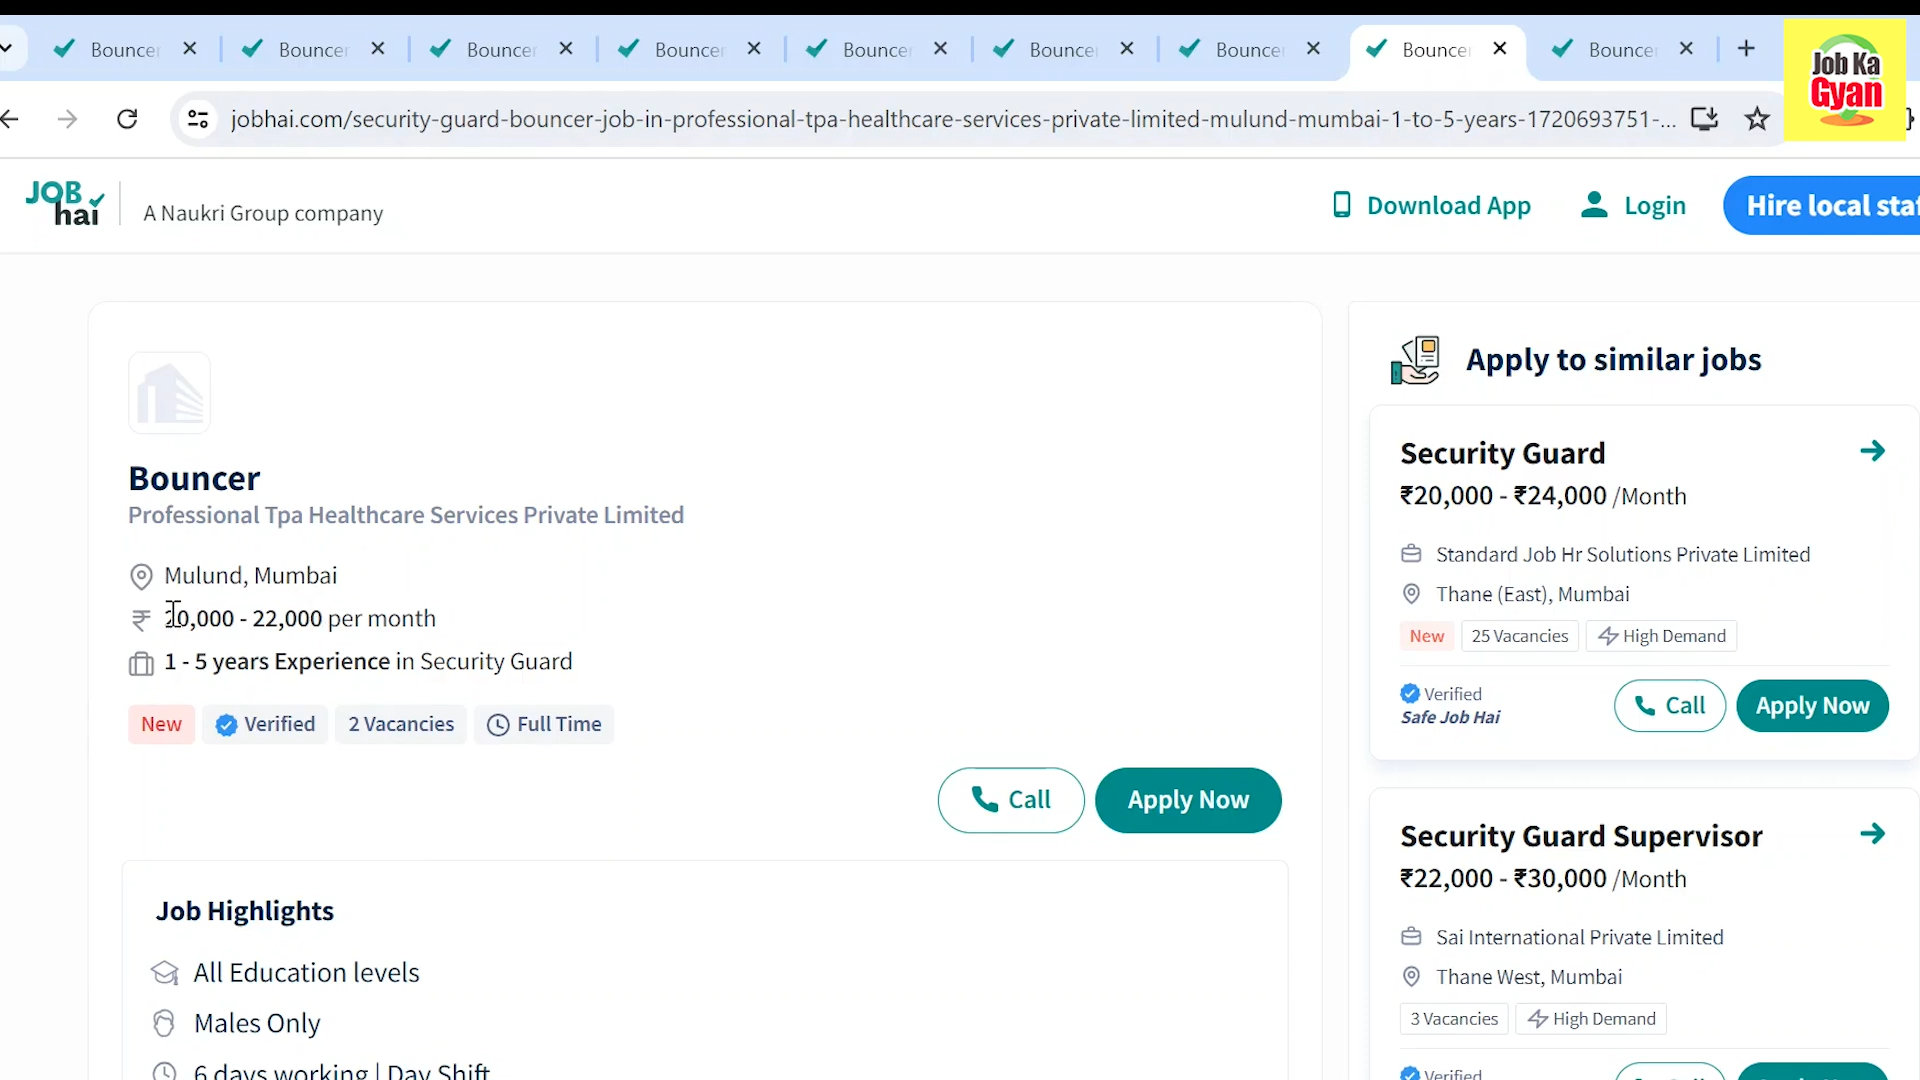 Bouncer
Bouncer
Bouncer
Bouncer
Bouncer
Bouncer
Bouncer
Bouncer
Bouncer
Job Ka
Gyan
jobhai.com/security-guard-bouncer-job-in-professional-tpa-healthcare-services-private-limited-mulund-mumbai-1-to-5-years-1720693751-...
JOB
hai
A Naukri Group company
Download App
Login
Hire local staf
Bouncer
Professional Tpa Healthcare Services Private Limited
Mulund, Mumbai
₹ 20,000 - 22,000 per month
1 - 5 years Experience in Security Guard
New
Verified
2 Vacancies
Full Time
Call
Apply Now
Job Highlights
All Education levels
Males Only
6 days working | Day Shift
Apply to similar jobs
Security Guard
₹20,000 - ₹24,000 /Month
Standard Job Hr Solutions Private Limited
Thane (East), Mumbai
New
25 Vacancies
High Demand
Verified
Safe Job Hai
Call
Apply Now
Security Guard Supervisor
₹22,000 - ₹30,000 /Month
Sai International Private Limited
Thane West, Mumbai
3 Vacancies
High Demand
Verified